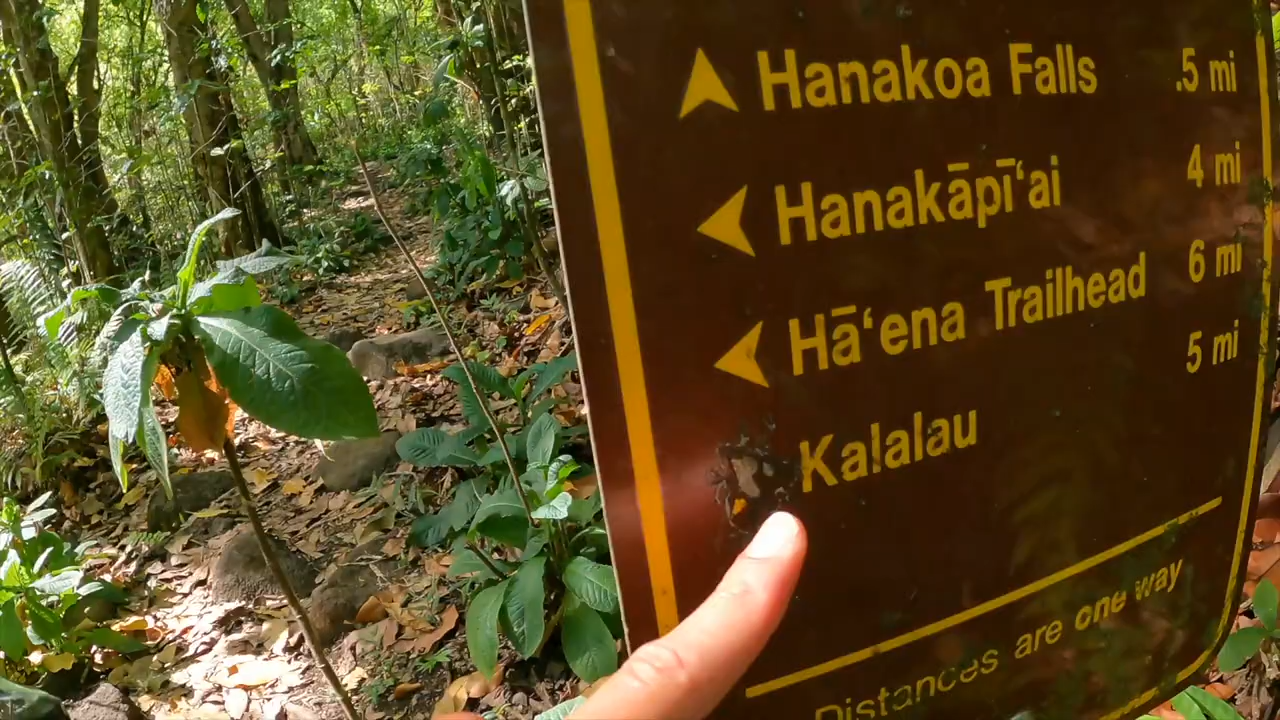 Hanakoa Falls .5 mi
Hanakāpīʻai 4 mi
Hāʻena Trailhead 6 mi
Kalalau 5 mi
Distances are one way